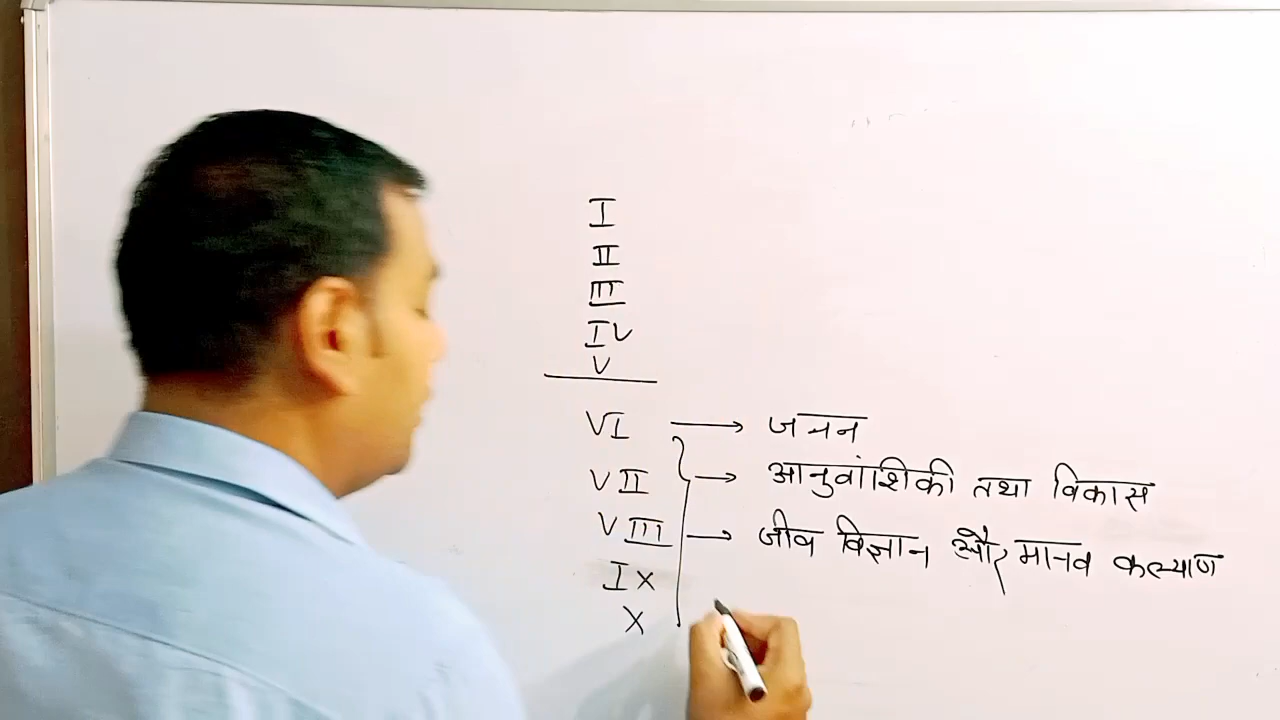 I
II
III
IV
V
VI → जनन
VII → आनुवांशिकी तथा विकास
VIII → जीव विज्ञान और मानव कल्याण
IX
X